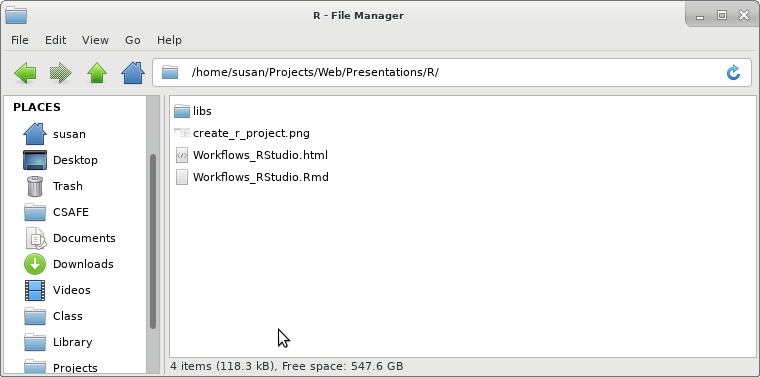 R - File Manager
File Edit View Go Help
/home/susan/Projects/Web/Presentations/R/
PLACES
susan
Desktop
Trash
CSAFE
Documents
Downloads
Videos
Class
Library
Projects
libs
create_r_project.png
Workflows_RStudio.html
Workflows_RStudio.Rmd
4 items (118.3 kB), Free space: 547.6 GB